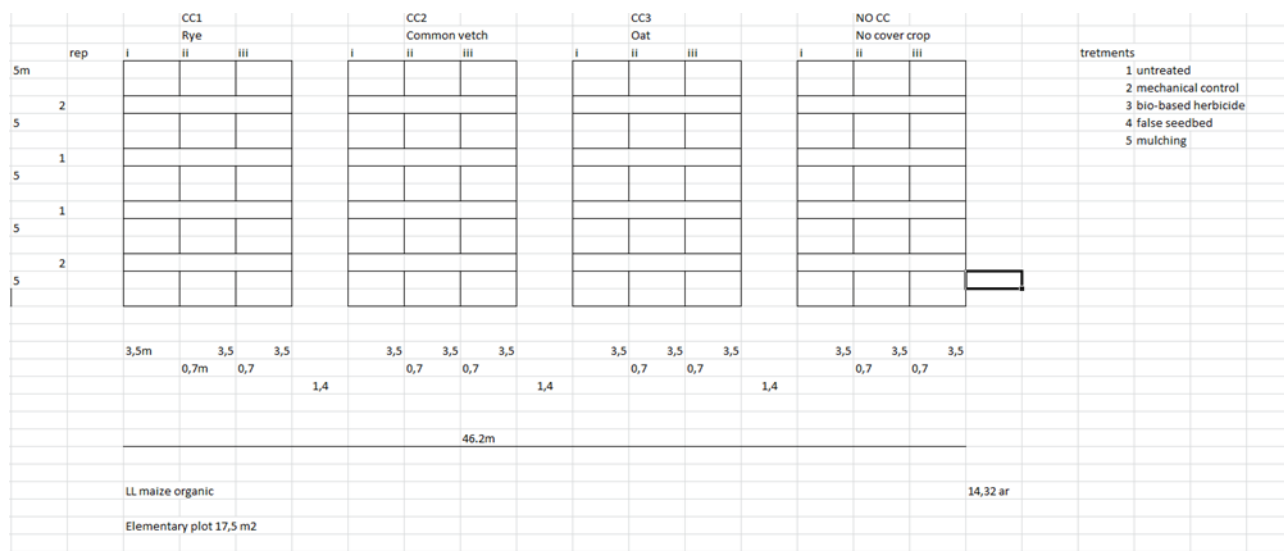 CC1 CC2 CC3 NO CC
Rye Common vetch Oat No cover crop
rep i ii iii i ii iii i ii iii i ii iii tretments
5m 1 untreated
2 mechanical control
2 3 bio-based herbicide
5 4 false seedbed
5 mulching
1
5
1
5
2
5
3,5m 3,5 3,5 3,5 3,5 3,5 3,5 3,5 3,5 3,5 3,5 3,5
0,7m 0,7 0,7 0,7 0,7 0,7 0,7 0,7
1,4 1,4 1,4
46.2m
LL maize organic 14,32 ar
Elementary plot 17,5 m2